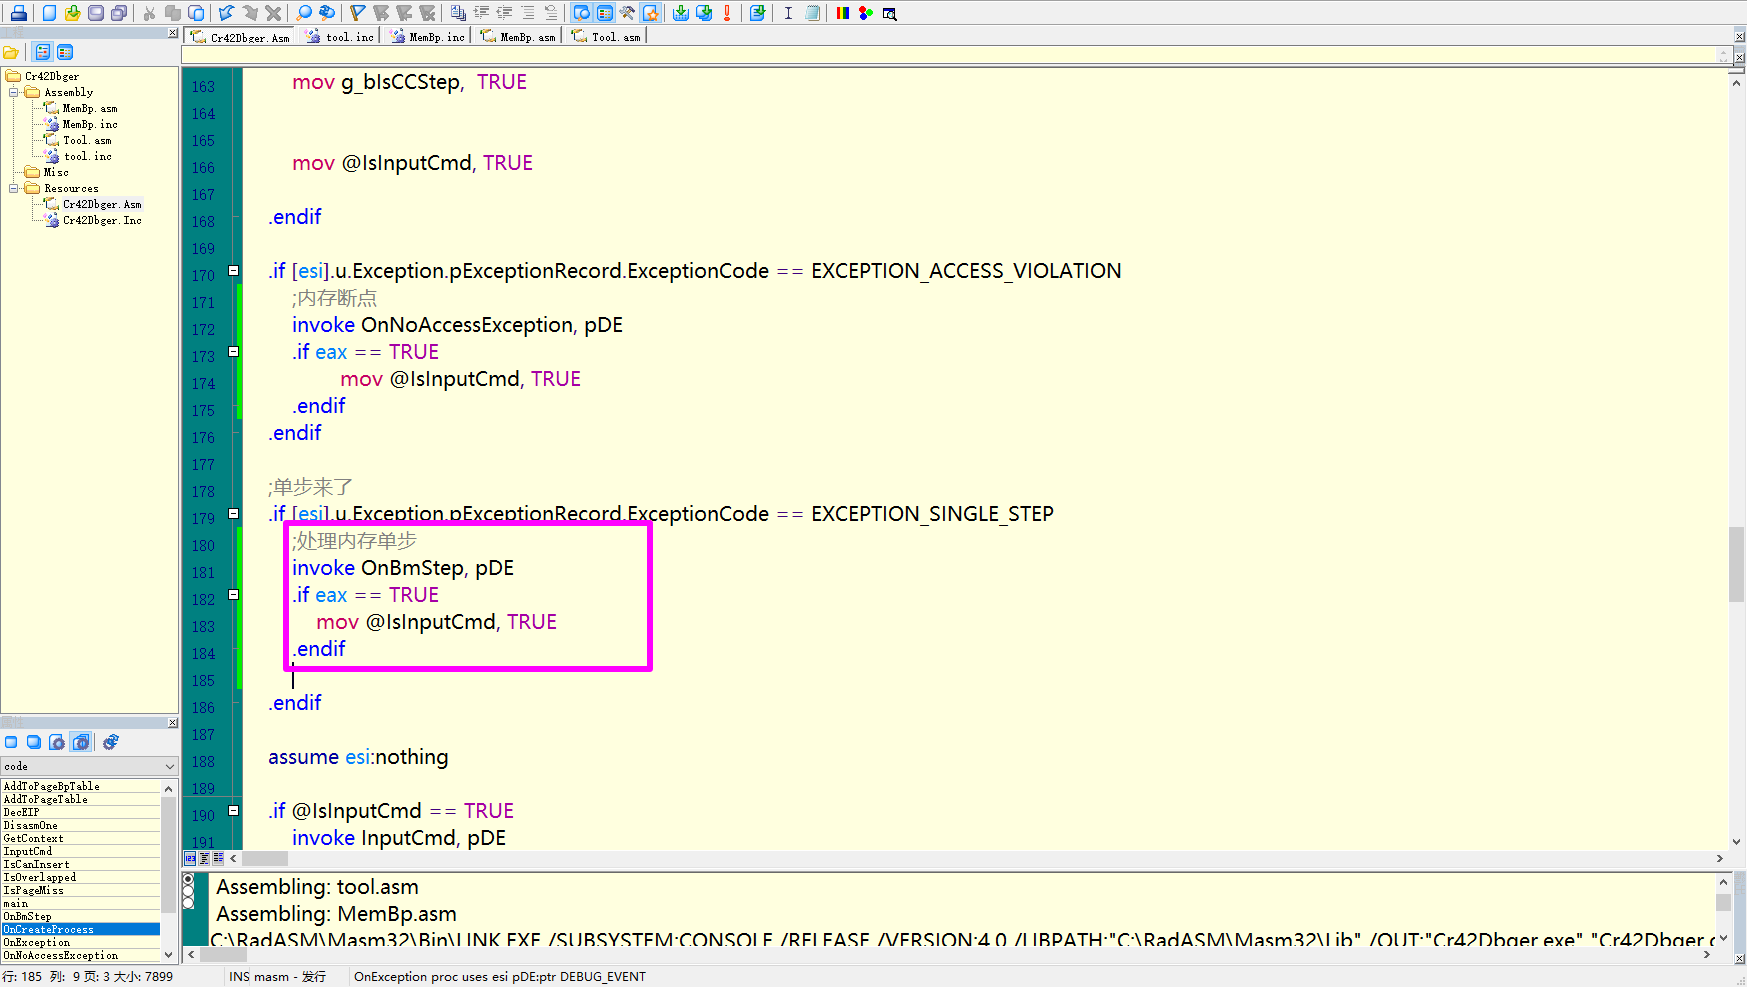 Cr42Dbger.Asm
tool.inc
MemBp.inc
MemBp.asm
Tool.asm
Cr42Dbger
Assembly
MemBp.asm
MemBp.inc
Tool.asm
tool.inc
Misc
Resources
Cr42Dbger.Asm
Cr42Dbger.Inc
163 mov g_bIsCCStep,  TRUE
164
165
166 mov @IsInputCmd, TRUE
167
168 .endif
169
170 .if [esi].u.Exception.pExceptionRecord.ExceptionCode == EXCEPTION_ACCESS_VIOLATION
171 ;内存断点
172 invoke OnNoAccessException, pDE
173 .if eax == TRUE
174 mov @IsInputCmd, TRUE
175 .endif
176 .endif
177
178 ;单步来了
179 .if [esi].u.Exception.pExceptionRecord.ExceptionCode == EXCEPTION_SINGLE_STEP
180 ;处理内存单步
181 invoke OnBmStep, pDE
182 .if eax == TRUE
183 mov @IsInputCmd, TRUE
184 .endif
185
186 .endif
187
188 assume esi:nothing
189
190 .if @IsInputCmd == TRUE
191 invoke InputCmd, pDE
code
AddToPageBpTable
AddToPageTable
DecEIP
DisasmOne
GetContext
InputCmd
IsCanInsert
IsOverlapped
IsPageMiss
main
OnBmStep
OnCreateProcess
OnException
OnNoAccessException
Assembling: tool.asm
Assembling: MemBp.asm
C:\RadASM\Masm32\Bin\LINK.EXE /SUBSYSTEM:CONSOLE /RELEASE /VERSION:4.0 /LIBPATH:"C:\RadASM\Masm32\Lib" /OUT:"Cr42Dbger.exe" "Cr42Dbger.
行: 185 列: 9 页: 3 大小: 7899
INS masm - 发行
OnException proc uses esi pDE:ptr DEBUG_EVENT